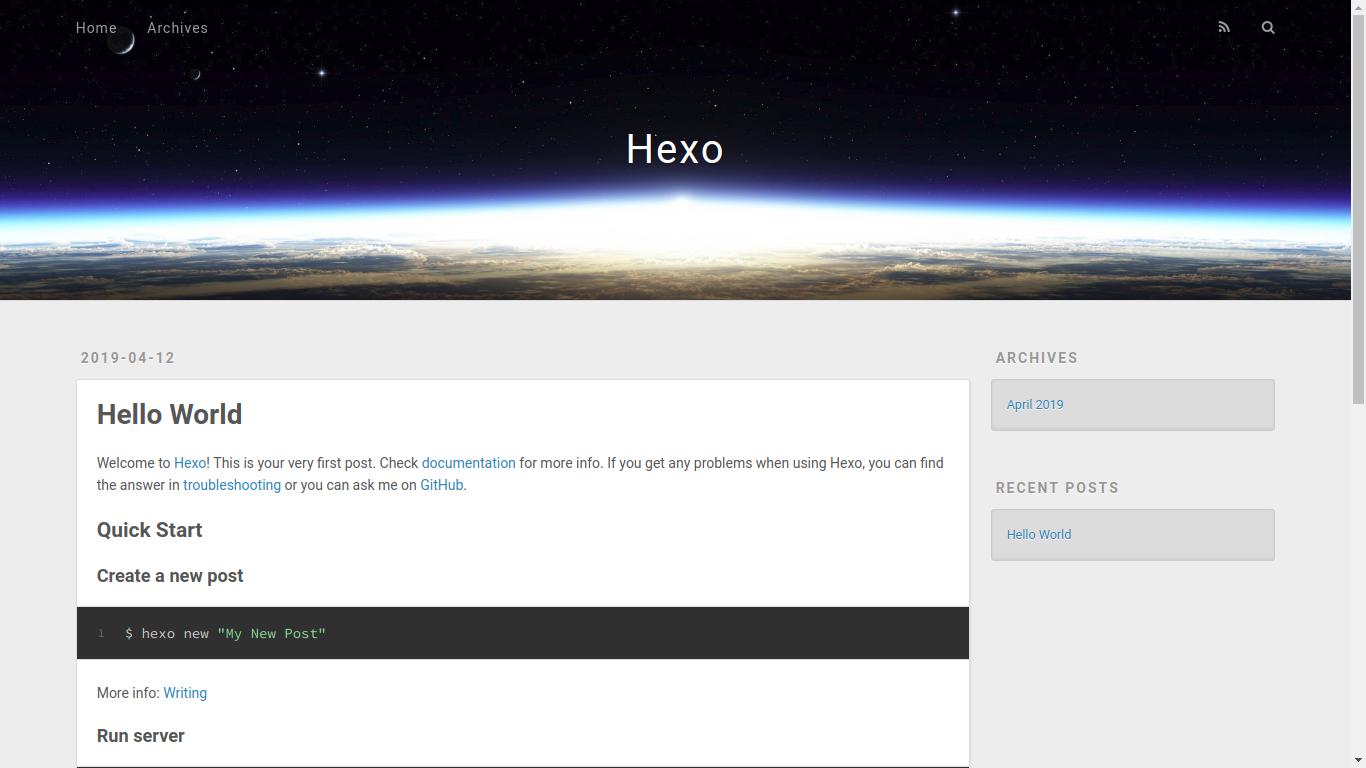 Home Archives
Hexo
2019-04-12
Hello World
Welcome to Hexo! This is your very first post. Check documentation for more info. If you get any problems when using Hexo, you can find
the answer in troubleshooting or you can ask me on GitHub.
Quick Start
Create a new post
1 $ hexo new "My New Post"
More info: Writing
Run server
ARCHIVES
April 2019
RECENT POSTS
Hello World